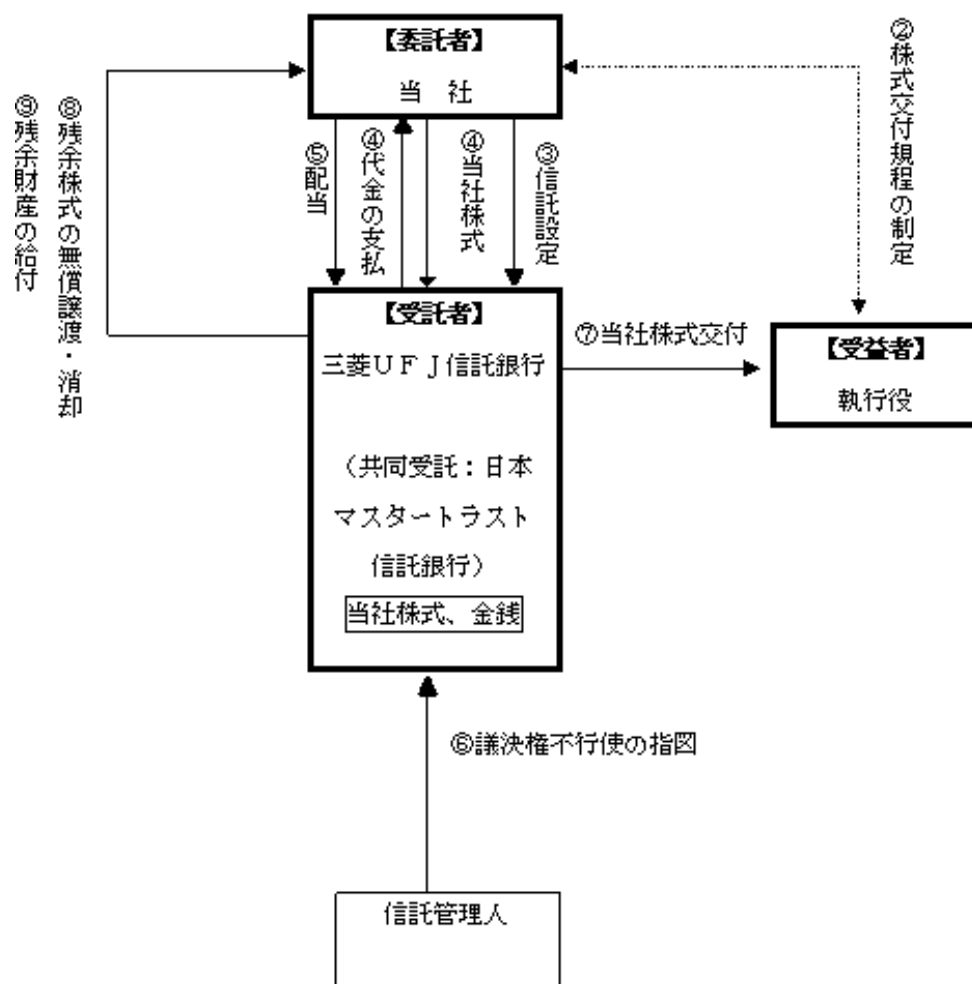 【委託者】
当 社
②株式交付規程の制定
⑨残余財産の給付
⑧残余株式の無償譲渡・消却
⑤配当
④代金の支払
④当社株式
③信託設定
【受託者】
三菱UFJ信託銀行
(共同受託：日本
マスタートラスト
信託銀行)
当社株式、金銭
⑦当社株式交付
【受益者】
執行役
⑥議決権不行使の指図
信託管理人